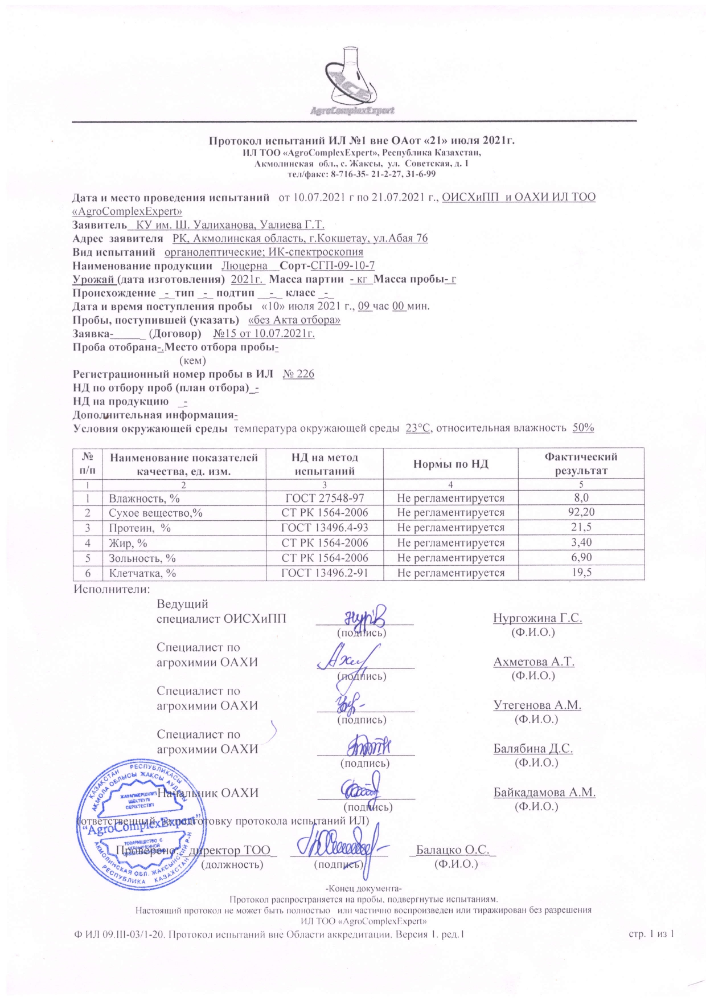 ACE
AgroComplexExpert
Протокол испытаний ИЛ №1 вне ОАот «21» июля 2021г.
ИЛ ТОО «AgroComplexExpert», Республика Казахстан,
Акмолинская обл., с. Жаксы, ул. Советская, д. 1
тел/факс: 8-716-35- 21-2-27, 31-6-99
Дата и место проведения испытаний от 10.07.2021 г по 21.07.2021 г., ОИСХиПП и ОАХИ ИЛ ТОО
«AgroComplexExpert»
Заявитель КУ им. Ш. Уалиханова, Уалиева Г.Т.
Адрес заявителя РК, Акмолинская область, г.Кокшетау, ул.Абая 76
Вид испытаний органолептические; ИК-спектроскопия
Наименование продукции Люцерна Сорт-СГП-09-10-7
Урожай (дата изготовления) 2021г. Масса партии - кг Масса пробы- г
Происхождение _-_ тип _-_ подтип __-__ класс _-_
Дата и время поступления пробы «10» июля 2021 г., 09 час 00 мин.
Пробы, поступившей (указать) «без Акта отбора»
Заявка-_____ (Договор) №15 от 10.07.2021г.
Проба отобрана-.Место отбора пробы-
(кем)
Регистрационный номер пробы в ИЛ № 226
НД по отбору проб (план отбора)_-
НД на продукцию _-
Дополнительная информация-
Условия окружающей среды температура окружающей среды 23°С, относительная влажность 50%
№ п/п Наименование показателей качества, ед. изм. НД на метод испытаний Нормы по НД Фактический результат
1 2 3 4 5
1 Влажность, % ГОСТ 27548-97 Не регламентируется 8,0
2 Сухое вещество,% СТ РК 1564-2006 Не регламентируется 92,20
3 Протеин, % ГОСТ 13496.4-93 Не регламентируется 21,5
4 Жир, % СТ РК 1564-2006 Не регламентируется 3,40
5 Зольность, % СТ РК 1564-2006 Не регламентируется 6,90
6 Клетчатка, % ГОСТ 13496.2-91 Не регламентируется 19,5
Исполнители:
Ведущий
специалист ОИСХиПП Нургожина Г.С.
(подпись) (Ф.И.О.)
Специалист по
агрохимии ОАХИ Ахметова А.Т.
(подпись) (Ф.И.О.)
Специалист по
агрохимии ОАХИ Утегенова А.М.
(подпись) (Ф.И.О.)
Специалист по
агрохимии ОАХИ Балябина Д.С.
(подпись) (Ф.И.О.)
Начальник ОАХИ Байкадамова А.М.
(подпись) (Ф.И.О.)
(ответственный за подготовку протокола испытаний ИЛ)
Проверено: директор ТОО Балацко О.С.
(должность) (подпись) (Ф.И.О.)
ҚАЗАҚСТАН РЕСПУБЛИКАСЫ
АҚМОЛА ОБЛЫСЫ ЖАҚСЫ АУДАНЫ
ЖАУАПКЕРШІЛІГІ
ШЕКТЕУЛІ
СЕРІКТЕСТІГІ
“AgroComplexExpert”
ТОВАРИЩЕСТВО С
ОГРАНИЧЕННОЙ
ОТВЕТСТВЕННОСТЬЮ
АКМОЛИНСКАЯ ОБЛ. ЖАКСЫНСКИЙ Р-Н
РЕСПУБЛИКА КАЗАХСТАН
-Конец документа-
Протокол распространяется на пробы, подвергнутые испытаниям.
Настоящий протокол не может быть полностью или частично воспроизведен или тиражирован без разрешения
ИЛ ТОО «AgroComplexExpert»
Ф ИЛ 09.III-03/1-20. Протокол испытаний вне Области аккредитации. Версия 1. ред.1 стр. 1 из 1